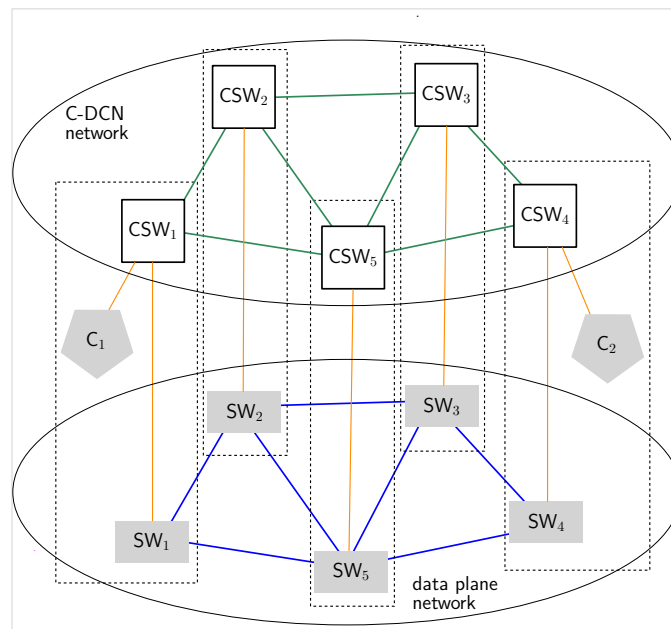 CSW₂
CSW₃
C-DCN
network
CSW₁
CSW₄
CSW₅
C₁
C₂
SW₂
SW₃
SW₁
SW₄
SW₅
data plane
network